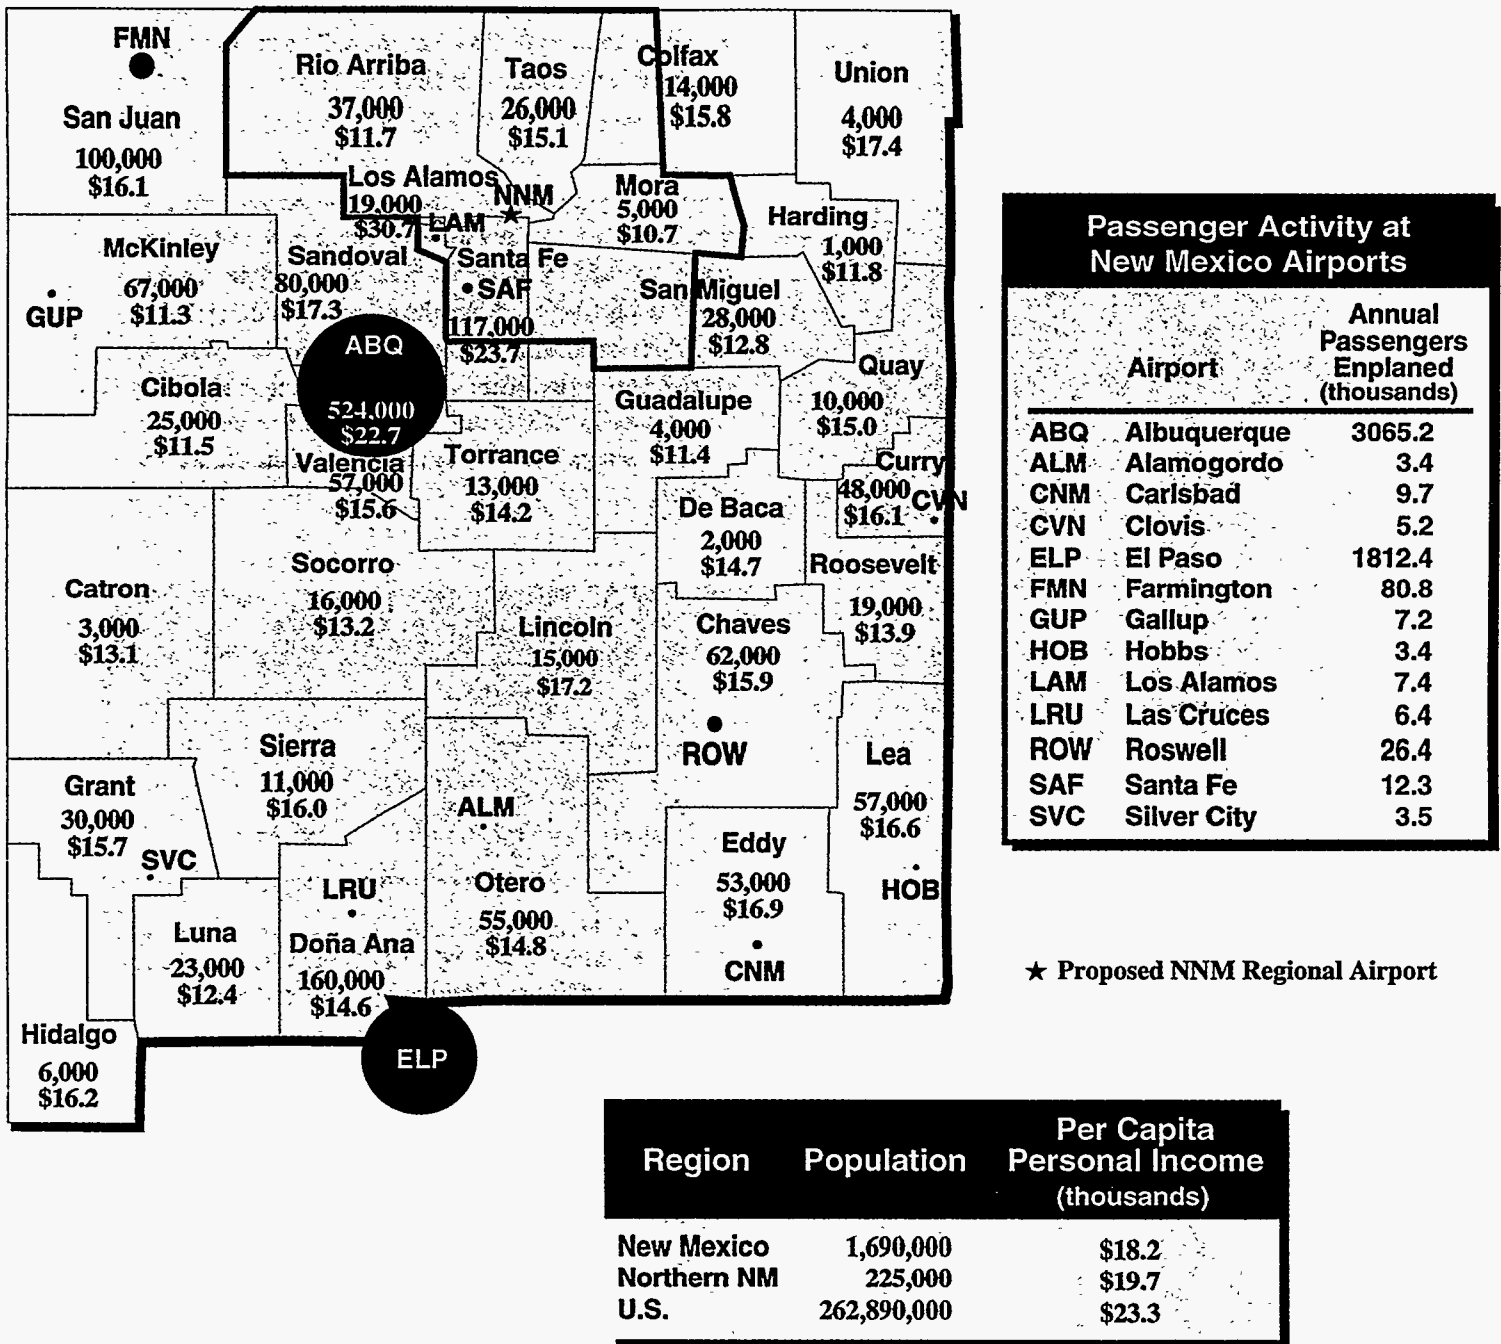 FMN
San Juan
100,000
$16.1
Rio Arriba
37,000
$11.7
Taos
26,000
$15.1
Colfax
14,000
$15.8
Union
4,000
$17.4
Los Alamos
19,000
$30.7
LAM
NNM
Mora
5,000
$10.7
Harding
1,000
$11.8
McKinley
67,000
$11.3
GUP
Sandoval
80,000
$17.3
Santa Fe
SAF
117,000
$23.7
San Miguel
28,000
$12.8
ABQ
524,000
$22.7
Cibola
25,000
$11.5
Valencia
57,000
$15.6
Torrance
13,000
$14.2
Guadalupe
4,000
$11.4
Quay
10,000
$15.0
Curry
48,000
$16.1
CVN
De Baca
2,000
$14.7
Roosevelt
19,000
$13.9
Catron
3,000
$13.1
Socorro
16,000
$13.2
Lincoln
15,000
$17.2
Chaves
62,000
$15.9
ROW
Sierra
11,000
$16.0
Grant
30,000
$15.7
SVC
ALM
Otero
55,000
$14.8
Lea
57,000
$16.6
HOB
Eddy
53,000
$16.9
CNM
LRU
Doña Ana
160,000
$14.6
Luna
23,000
$12.4
Hidalgo
6,000
$16.2
ELP
Passenger Activity at
New Mexico Airports
Annual
Passengers
Airport Enplaned
(thousands)
ABQ Albuquerque 3065.2
ALM Alamogordo 3.4
CNM Carlsbad 9.7
CVN Clovis 5.2
ELP El Paso 1812.4
FMN Farmington 80.8
GUP Gallup 7.2
HOB Hobbs 3.4
LAM Los Alamos 7.4
LRU Las Cruces 6.4
ROW Roswell 26.4
SAF Santa Fe 12.3
SVC Silver City 3.5
★ Proposed NNM Regional Airport
Per Capita
Region Population Personal Income
(thousands)
New Mexico 1,690,000 $18.2
Northern NM 225,000 $19.7
U.S. 262,890,000 $23.3